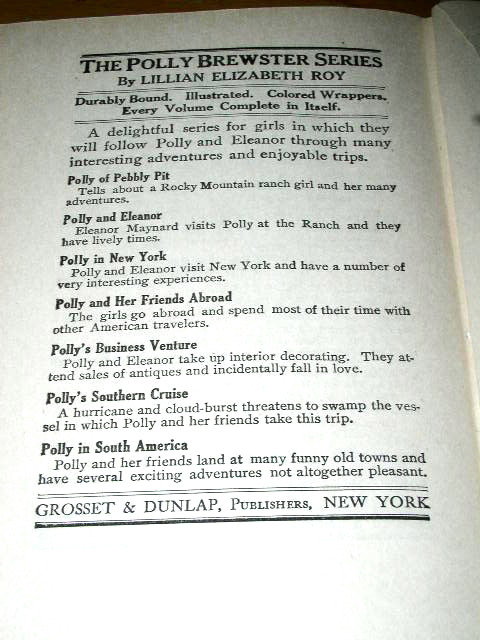 THE POLLY BREWSTER SERIES
By LILLIAN ELIZABETH ROY
Durably Bound. Illustrated. Colored Wrappers.
Every Volume Complete in Itself.
A delightful series for girls in which they
will follow Polly and Eleanor through many
interesting adventures and enjoyable trips.
Polly of Pebbly Pit
Tells about a Rocky Mountain ranch girl and her many
adventures.
Polly and Eleanor
Eleanor Maynard visits Polly at the Ranch and they
have lively times.
Polly in New York
Polly and Eleanor visit New York and have a number of
very interesting experiences.
Polly and Her Friends Abroad
The girls go abroad and spend most of their time with
other American travelers.
Polly's Business Venture
Polly and Eleanor take up interior decorating. They at-
tend sales of antiques and incidentally fall in love.
Polly's Southern Cruise
A hurricane and cloud-burst threatens to swamp the ves-
sel in which Polly and her friends take this trip.
Polly in South America
Polly and her friends land at many funny old towns and
have several exciting adventures not altogether pleasant.
GROSSET & DUNLAP, PUBLISHERS, NEW YORK